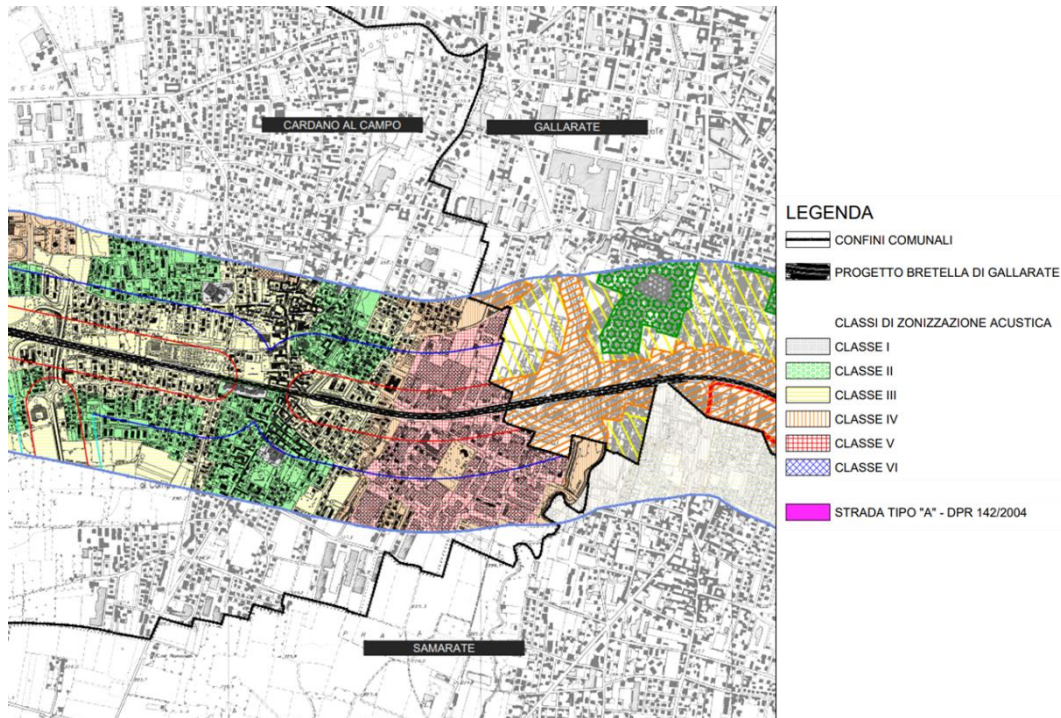 CARDANO AL CAMPO
GALLARATE
SAMARATE
LEGENDA
CONFINI COMUNALI
PROGETTO BRETELLA DI GALLARATE
CLASSI DI ZONIZZAZIONE ACUSTICA
CLASSE I
CLASSE II
CLASSE III
CLASSE IV
CLASSE V
CLASSE VI
STRADA TIPO "A" - DPR 142/2004